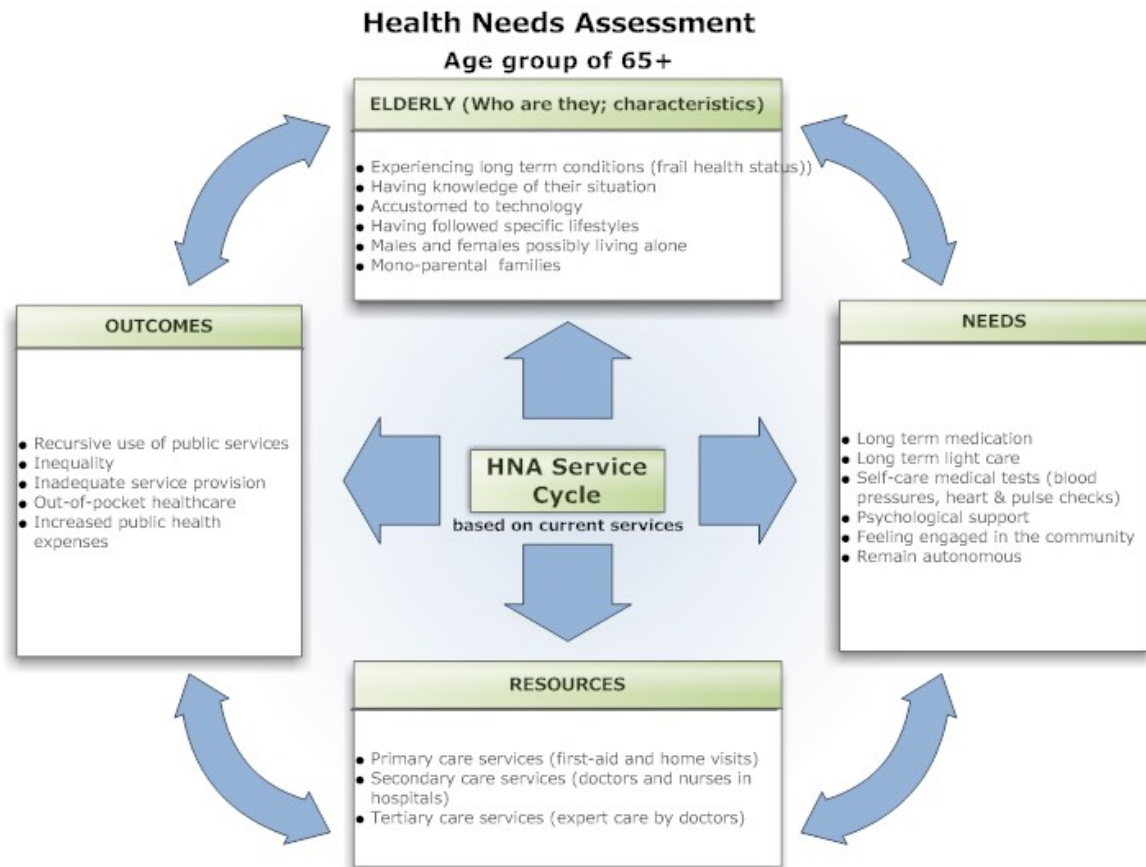 Health Needs Assessment
Age group of 65+
ELDERLY (Who are they; characteristics)
● Experiencing long term conditions (frail health status))
● Having knowledge of their situation
● Accustomed to technology
● Having followed specific lifestyles
● Males and females possibly living alone
● Mono-parental families
OUTCOMES
● Recursive use of public services
● Inequality
● Inadequate service provision
● Out-of-pocket healthcare
● Increased public health
expenses
HNA Service
Cycle
based on current services
NEEDS
● Long term medication
● Long term light care
● Self-care medical tests (blood
pressures, heart & pulse checks)
● Psychological support
● Feeling engaged in the community
● Remain autonomous
RESOURCES
● Primary care services (first-aid and home visits)
● Secondary care services (doctors and nurses in
hospitals)
● Tertiary care services (expert care by doctors)